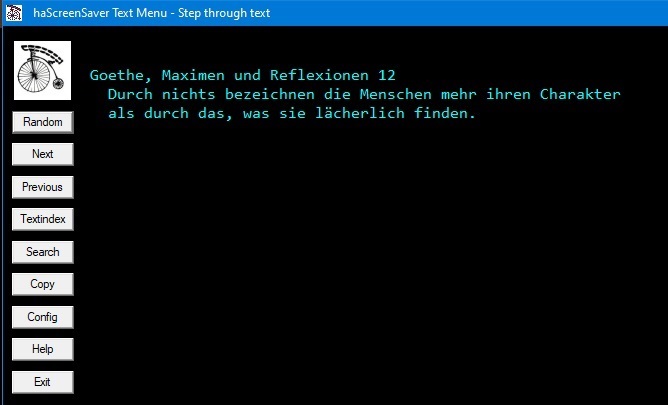 haScreenSaver Text Menu - Step through text
Goethe, Maximen und Reflexionen 12
Durch nichts bezeichnen die Menschen mehr ihren Charakter
als durch das, was sie lächerlich finden.
Random
Next
Previous
Textindex
Search
Copy
Config
Help
Exit